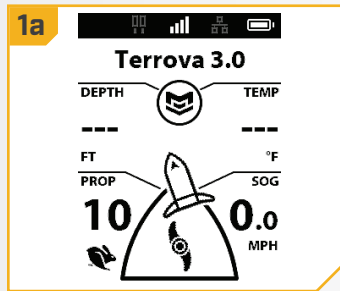 1a
Terrova 3.0
DEPTH TEMP
--- ---
FT °F
PROP SOG
10 0.0
MPH